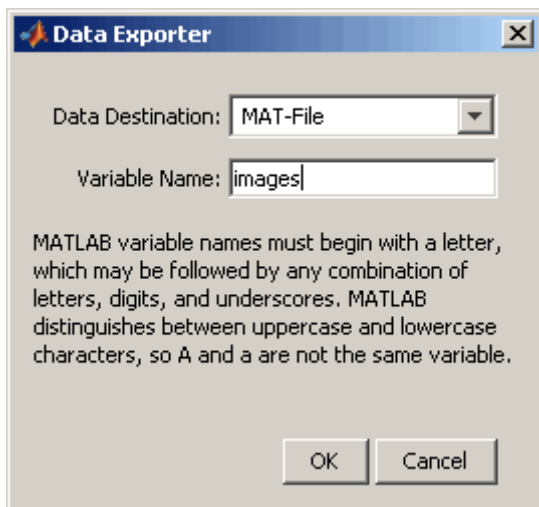 Data Exporter
Data Destination: MAT-File
Variable Name: images
MATLAB variable names must begin with a letter,
which may be followed by any combination of
letters, digits, and underscores. MATLAB
distinguishes between uppercase and lowercase
characters, so A and a are not the same variable.
OK Cancel